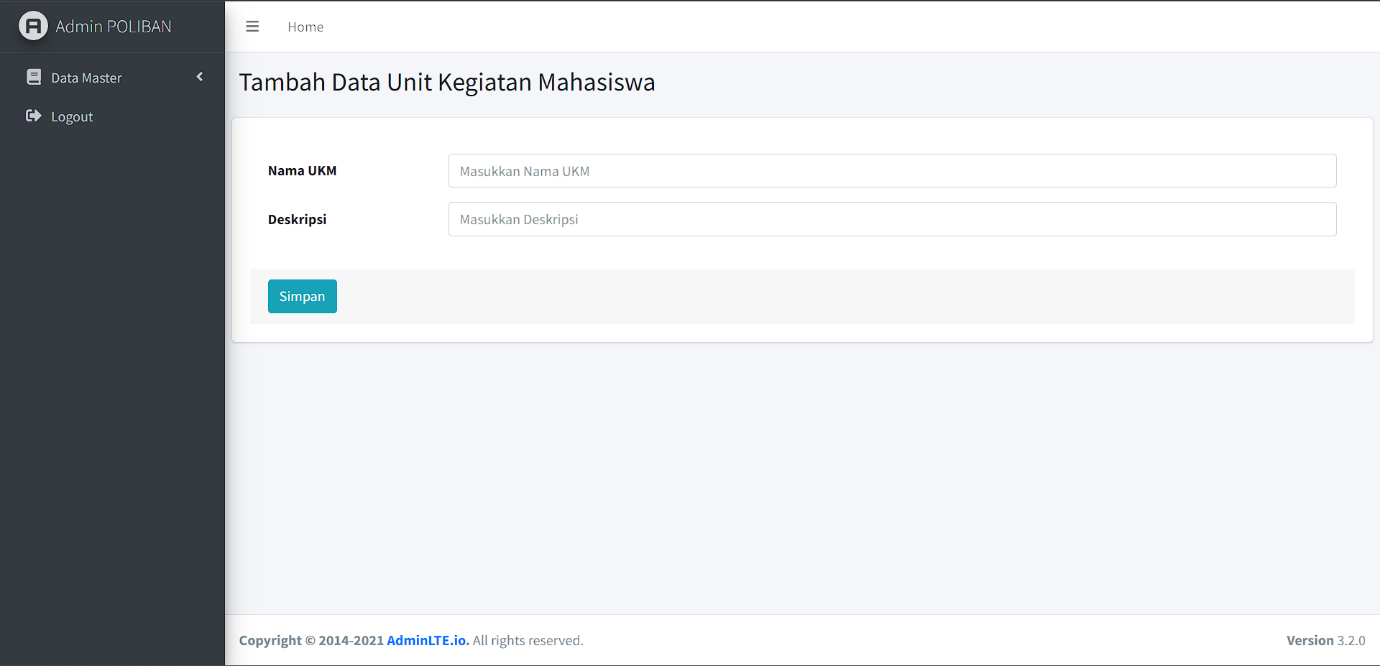 Admin POLIBAN
Home
Data Master
Logout
Tambah Data Unit Kegiatan Mahasiswa
Nama UKM
Masukkan Nama UKM
Deskripsi
Masukkan Deskripsi
Simpan
Copyright © 2014-2021 AdminLTE.io. All rights reserved.
Version 3.2.0